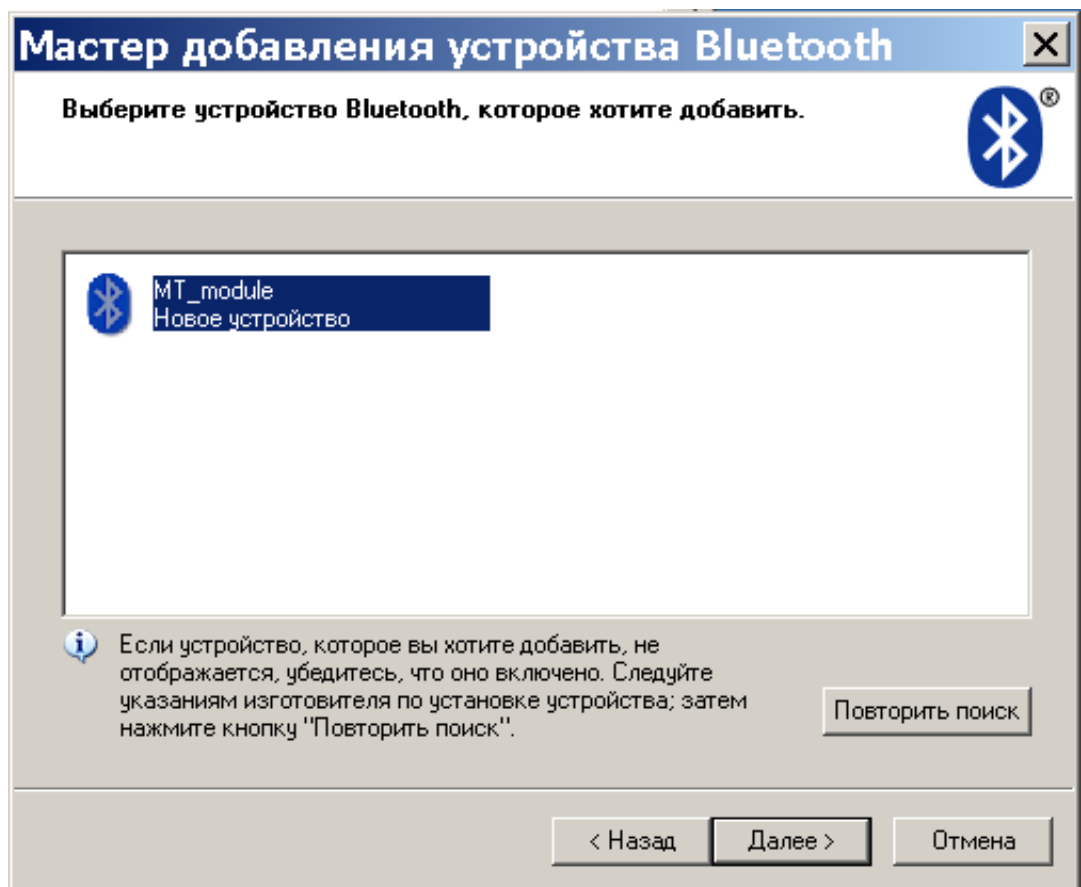 Мастер добавления устройства Bluetooth
Выберите устройство Bluetooth, которое хотите добавить.
®
MT_module
Новое устройство
Если устройство, которое вы хотите добавить, не
отображается, убедитесь, что оно включено. Следуйте
указаниям изготовителя по установке устройства; затем
нажмите кнопку "Повторить поиск".
Повторить поиск
< Назад
Далее >
Отмена